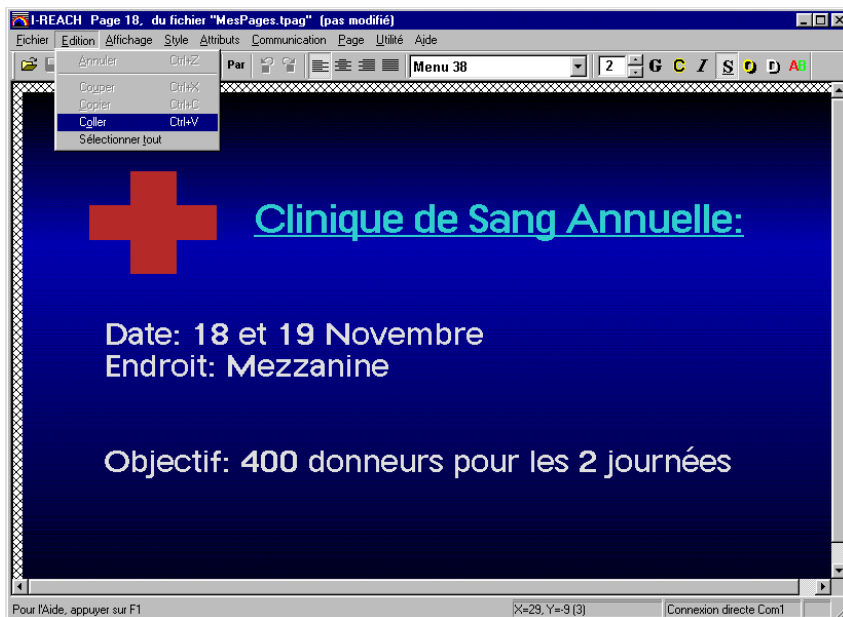 I-REACH Page 18, du fichier "MesPages.tpag" (pas modifié)
Fichier Edition Affichage Style Attributs Communication Page Utilité Aide
Par Menu 38 2 G C I S O D AB
Annuler Ctrl+Z
Couper Ctrl+X
Copier Ctrl+C
Coller Ctrl+V
Sélectionner tout
Clinique de Sang Annuelle:
Date: 18 et 19 Novembre
Endroit: Mezzanine
Objectif: 400 donneurs pour les 2 journées
Pour l'Aide, appuyer sur F1 X=29, Y=-9 (3) Connexion directe Com1